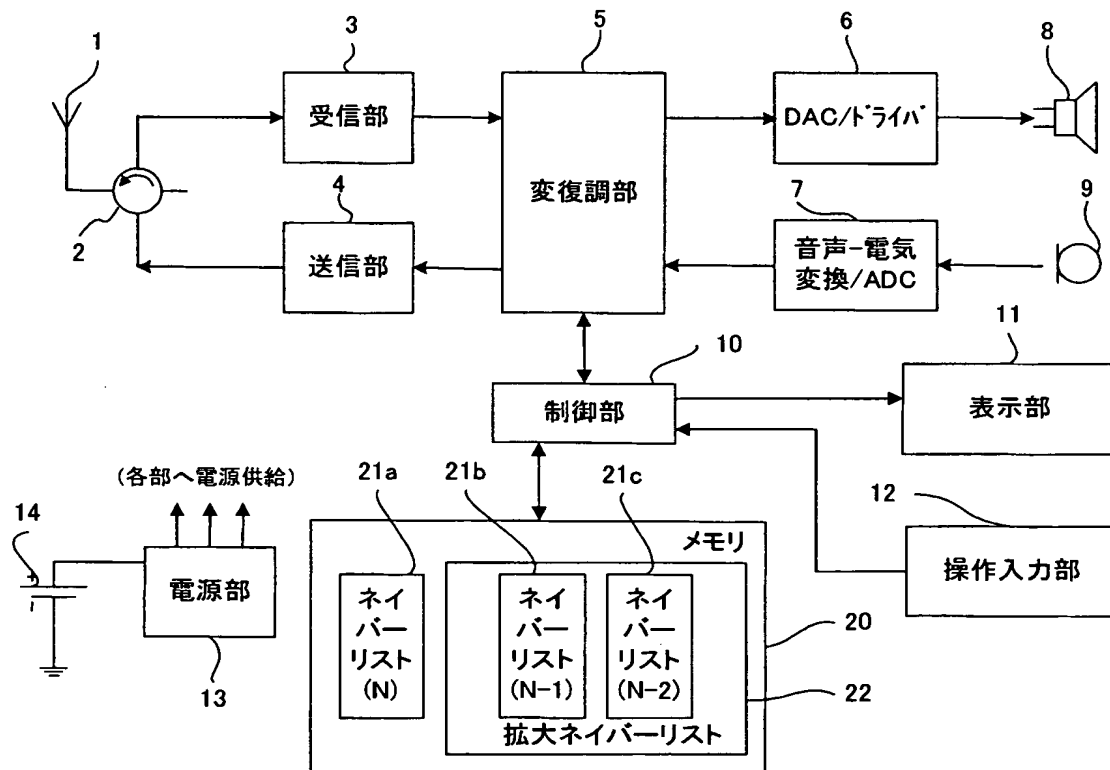 1
2
3
受信部
4
送信部
5
変復調部
6
DAC/ﾄﾞﾗｲﾊﾞ
7
音声-電気
変換/ADC
8
9
10
制御部
11
表示部
12
操作入力部
(各部へ電源供給)
14
+
-
電源部
13
21a
21b
21c
メモリ
ネイ
バー
リスト
(N)
ネイ
バー
リスト
(N-1)
ネイ
バー
リスト
(N-2)
拡大ネイバーリスト
20
22